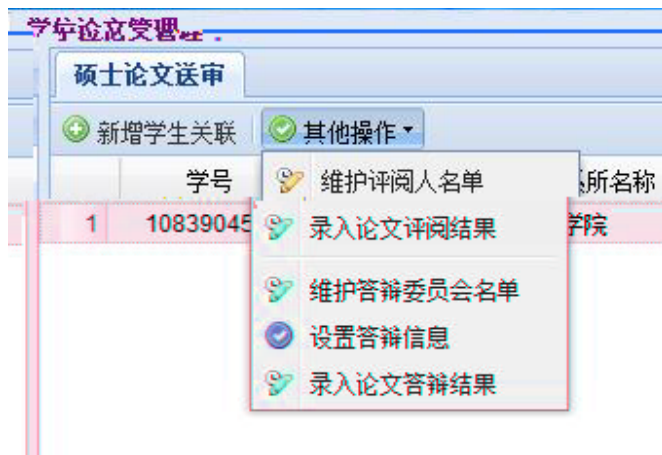 学位论文管理
硕士论文送审
新增学生关联 其他操作
学号 所名称
维护评阅人名单
1 10839045 学院
录入论文评阅结果
维护答辩委员会名单
设置答辩信息
录入论文答辩结果